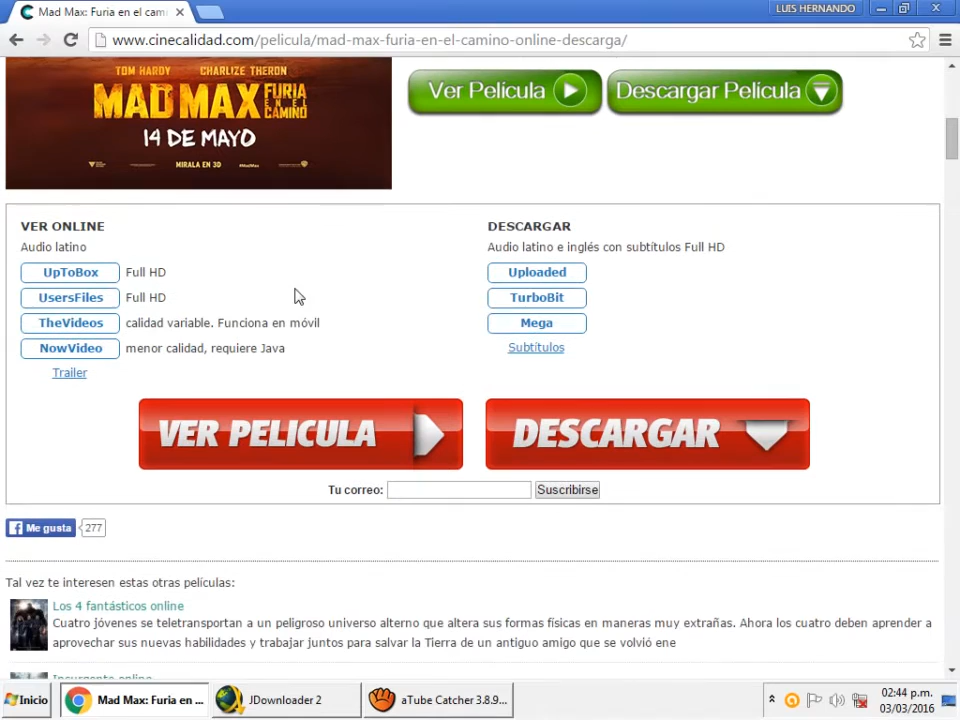 Mad Max: Furia en el cami
LUIS HERNANDO
www.cinecalidad.com/pelicula/mad-max-furia-en-el-camino-online-descarga/
TOM HARDY CHARLIZE THERON
MAD MAX FURIA EN EL CAMINO
14 DE MAYO
MIRALA EN 3D
Ver Película
Descargar Película
VER ONLINE
Audio latino
UpToBox Full HD
UsersFiles Full HD
TheVideos calidad variable. Funciona en móvil
NowVideo menor calidad, requiere Java
Trailer
DESCARGAR
Audio latino e inglés con subtítulos Full HD
Uploaded
TurboBit
Mega
Subtítulos
VER PELICULA
DESCARGAR
Tu correo: Suscribirse
Me gusta 277
Tal vez te interesen estas otras películas:
Los 4 fantásticos online
Cuatro jóvenes se teletransportan a un peligroso universo alterno que altera sus formas físicas en maneras muy extrañas. Ahora los cuatro deben aprender a
aprovechar sus nuevas habilidades y trabajar juntos para salvar la Tierra de un antiguo amigo que se volvió ene
Insurgente online
Inicio
Mad Max: Furia en ...
JDownloader 2
aTube Catcher 3.8.9...
02:44 p.m.
03/03/2016